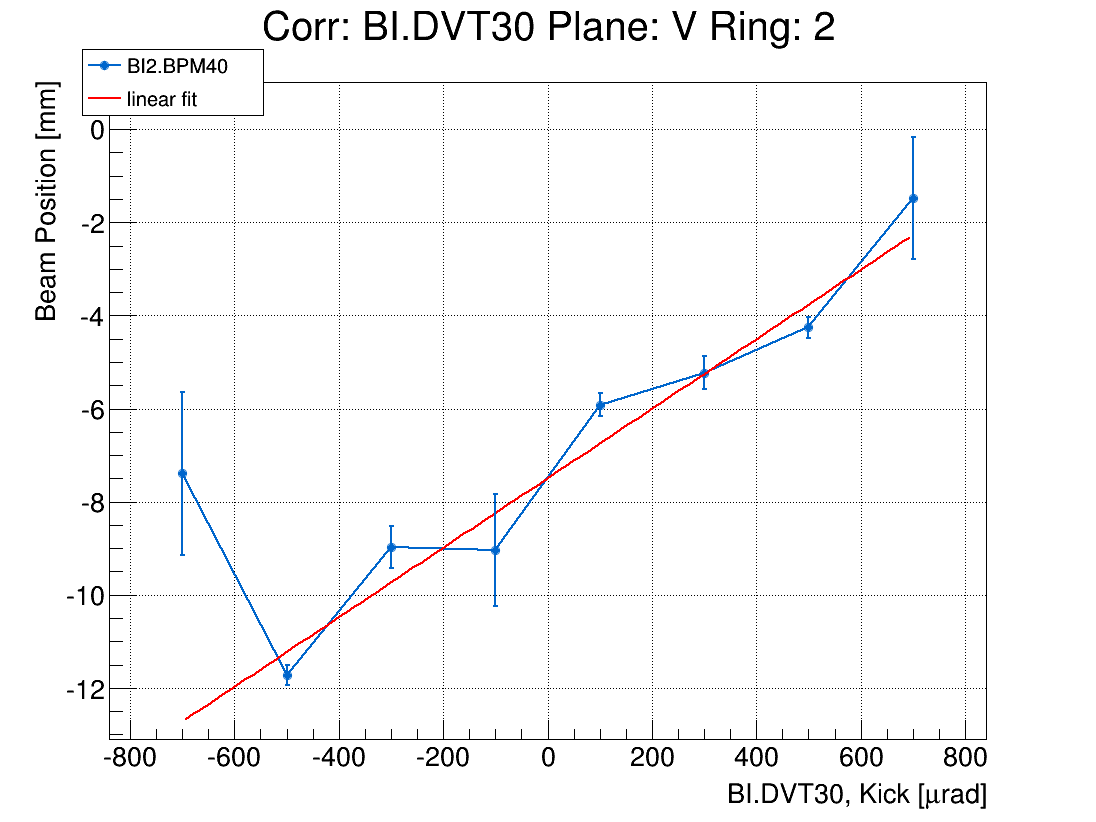 Corr: BI.DVT30 Plane: V Ring: 2
BI2.BPM40
linear fit
Beam Position [mm]
0
-2
-4
-6
-8
-10
-12
-800 -600 -400 -200 0 200 400 600 800
BI.DVT30, Kick [μrad]